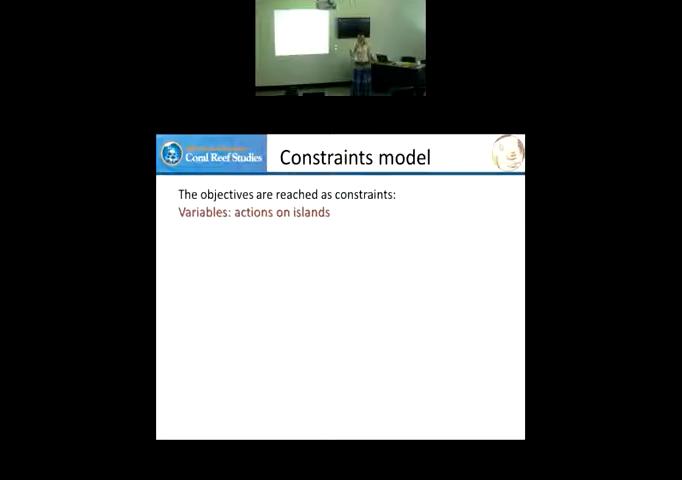 Coral Reef Studies
Constraints model
The objectives are reached as constraints:
Variables: actions on islands